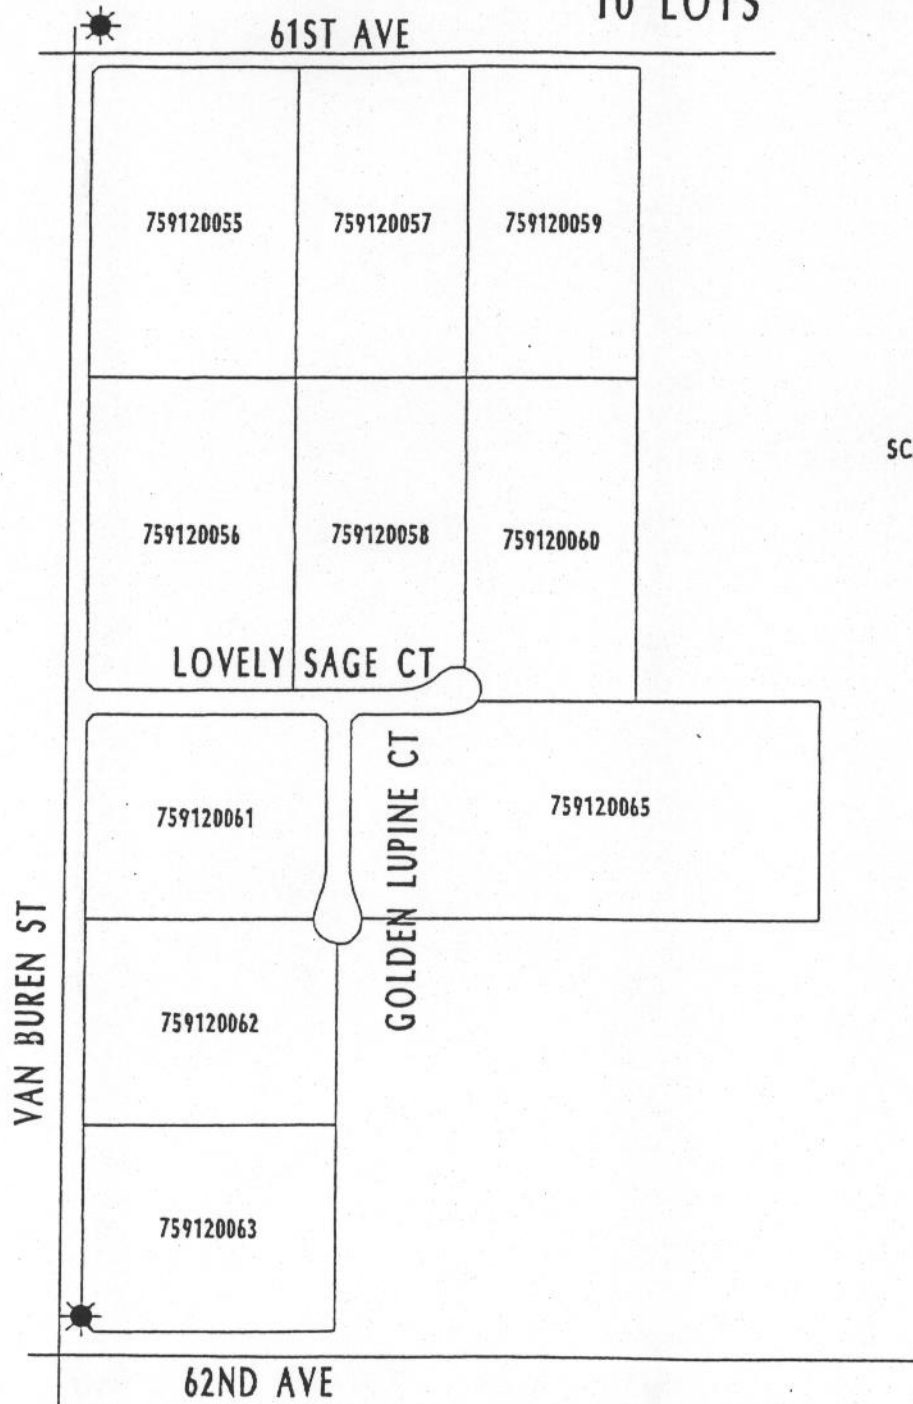 10 LOTS
61ST AVE
759120055
759120057
759120059
SC
759120056
759120058
759120060
LOVELY SAGE CT
GOLDEN LUPINE CT
759120061
759120065
VAN BUREN ST
759120062
759120063
62ND AVE